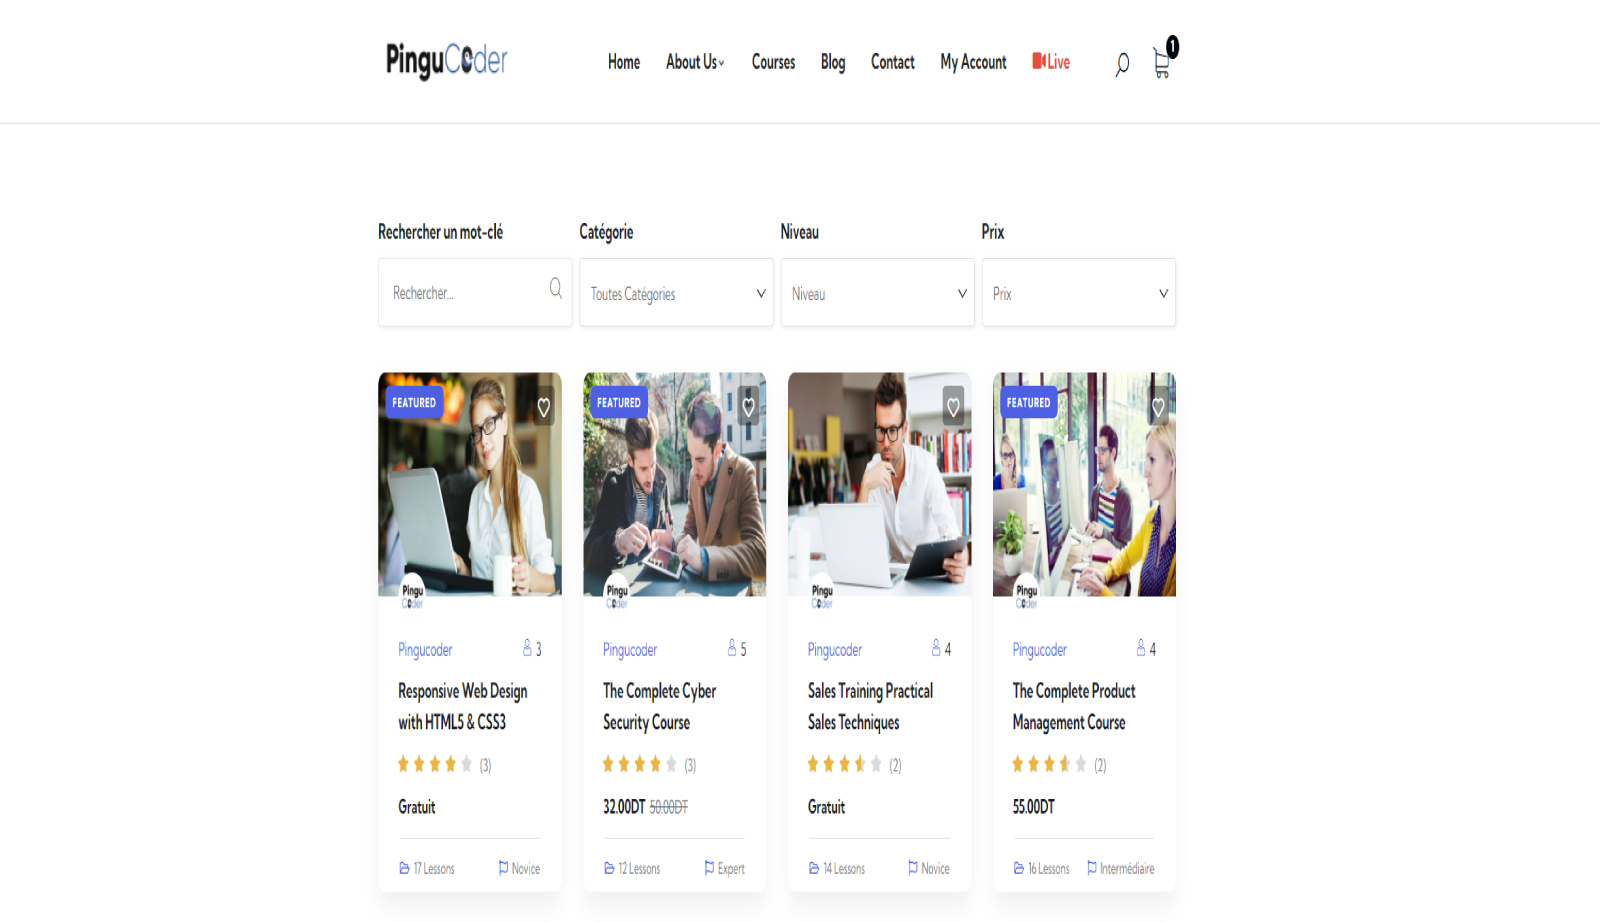 PinguCoder
Home About Us Courses Blog Contact My Account Live
1
Rechercher un mot-clé Catégorie Niveau Prix
Rechercher... Toutes Catégories Niveau Prix
FEATURED FEATURED FEATURED
Pingu Pingu Pingu Pingu
Coder Coder Coder Coder
Pingucoder 3 Pingucoder 5 Pingucoder 4 Pingucoder 4
Responsive Web Design The Complete Cyber Sales Training Practical The Complete Product
with HTML5 & CSS3 Security Course Sales Techniques Management Course
(3) (3) (2) (2)
Gratuit 32.00DT 50.00DT Gratuit 55.00DT
17 Lessons Novice 12 Lessons Expert 14 Lessons Novice 16 Lessons Intermédiaire